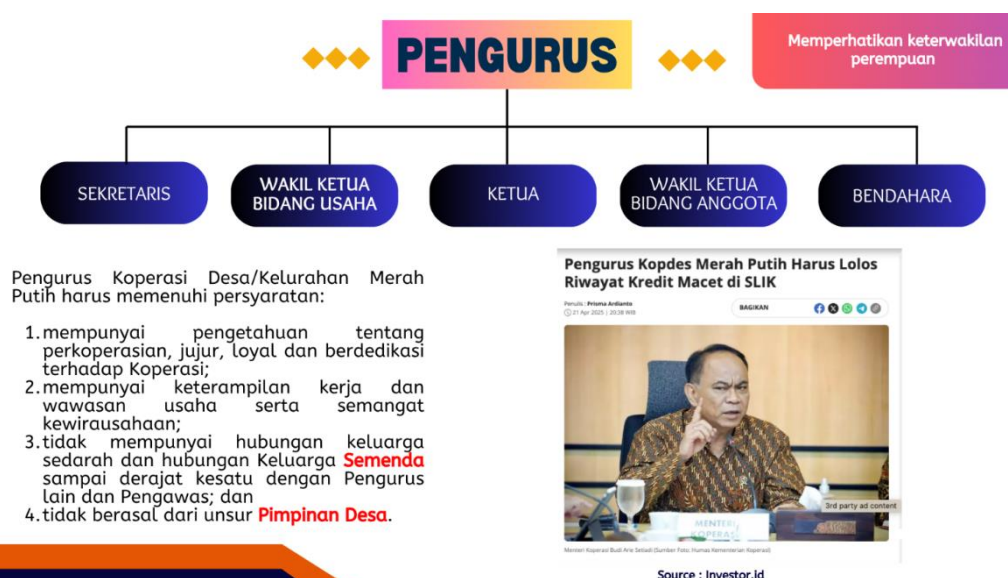 PENGURUS
Memperhatikan keterwakilan
perempuan
SEKRETARIS
WAKIL KETUA
BIDANG USAHA
KETUA
WAKIL KETUA
BIDANG ANGGOTA
BENDAHARA
Pengurus Koperasi Desa/Kelurahan Merah
Putih harus memenuhi persyaratan:
1. mempunyai pengetahuan tentang
perkoperasian, jujur, loyal dan berdedikasi
terhadap Koperasi;
2. mempunyai keterampilan kerja dan
wawasan usaha serta semangat
kewirausahaan;
3. tidak mempunyai hubungan keluarga
sedarah dan hubungan Keluarga Semenda
sampai derajat kesatu dengan Pengurus
lain dan Pengawas; dan
4. tidak berasal dari unsur Pimpinan Desa.
Pengurus Kopdes Merah Putih Harus Lolos
Riwayat Kredit Macet di SLIK
Penulis : Prisma Ardianto
21 Apr 2025 | 20:38 WIB
BAGIKAN
3rd party ad content
MENTERI
KOPERASI
Menteri Koperasi Budi Arie Setiadi (Sumber Foto: Humas Kementerian Koperasi)
Source : Investor.id